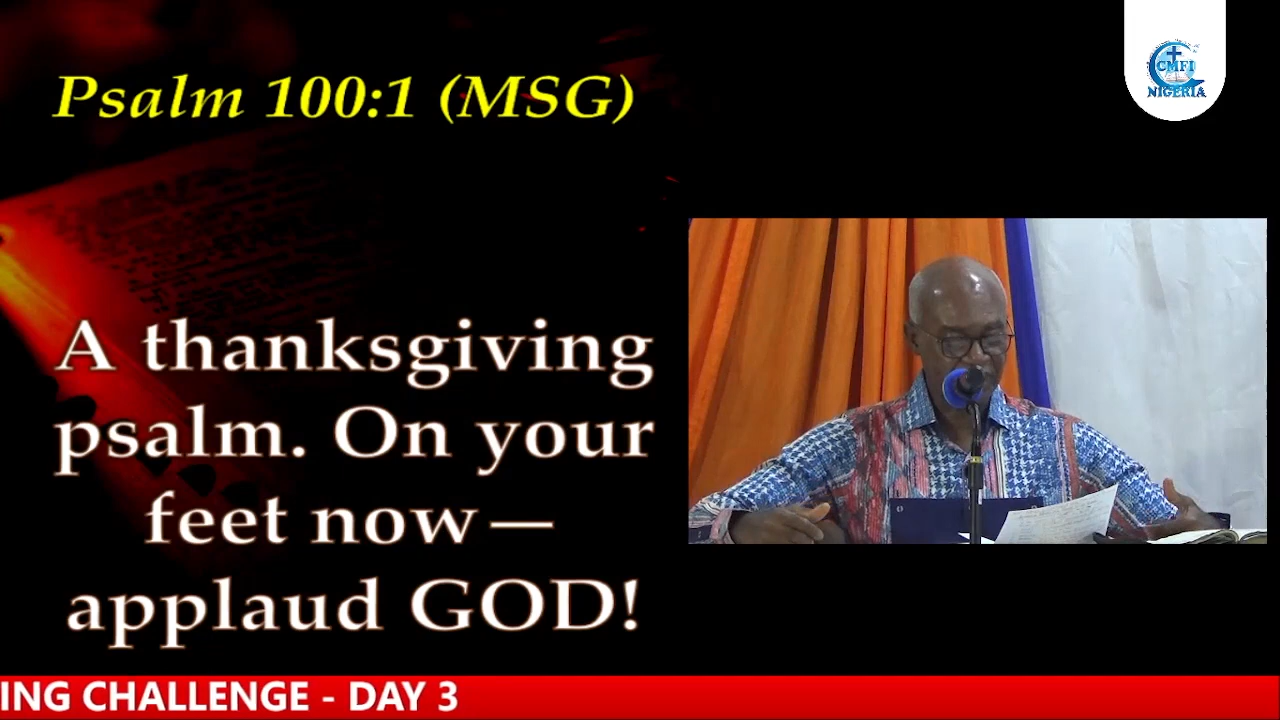 Psalm 100:1 (MSG)
CMFI
NIGERIA
A thanksgiving
psalm. On your
feet now—
applaud GOD!
ING CHALLENGE - DAY 3